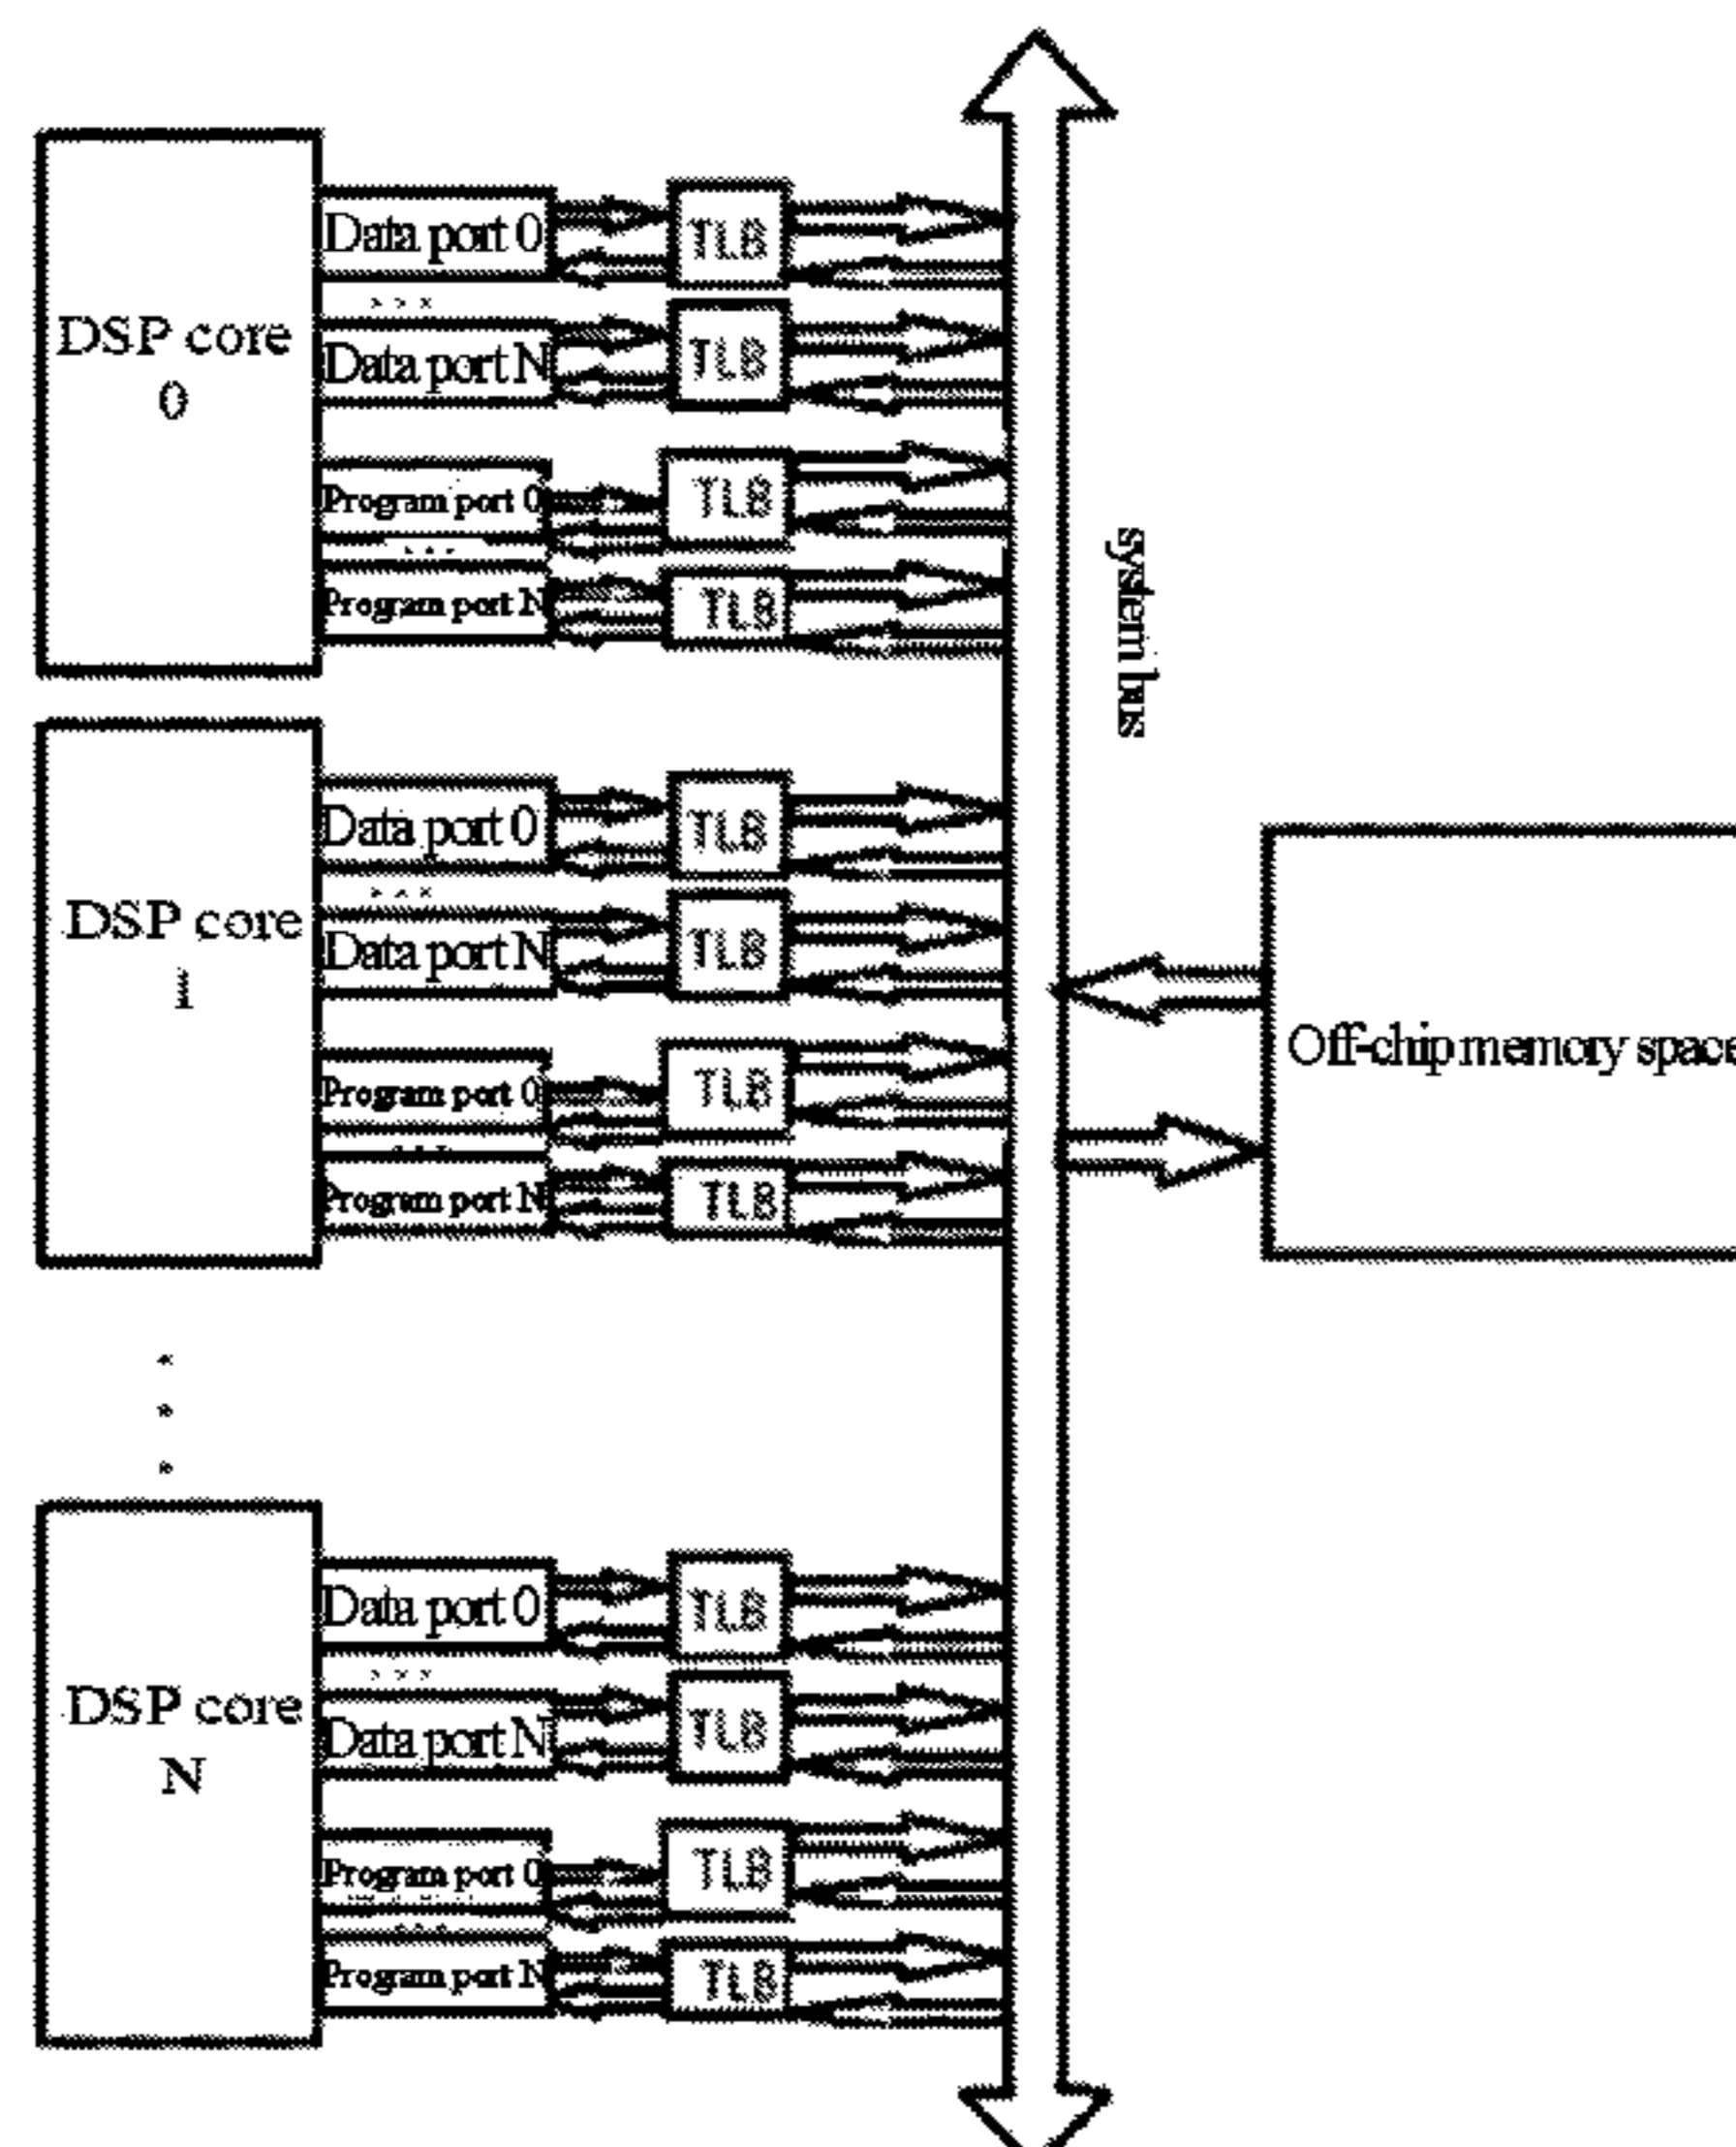 DSP core
0
Data port 0
TLB
...
Data port N
TLB
Program port 0
TLB
...
Program port N
TLB
system bus
DSP core
1
Data port 0
TLB
...
Data port N
TLB
Program port 0
TLB
Program port N
TLB
Off-chip memory space
DSP core
N
Data port 0
TLB
...
Data port N
TLB
Program port 0
TLB
...
Program port N
TLB